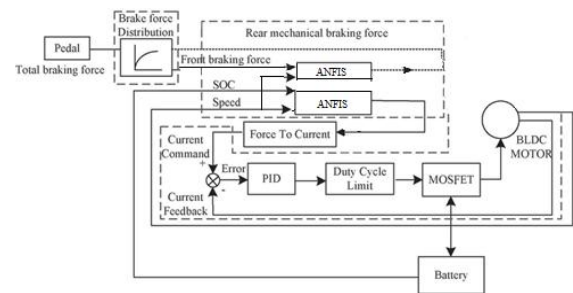 Brake force
Distribution
Rear mechanical braking force
Pedal
Total braking force
Front braking force
ANFIS
SOC
Speed
ANFIS
Force To Current
BLDC
MOTOR
Current
Command
+
Error
PID
Duty Cycle
Limit
MOSFET
-
Current
Feedback
Battery